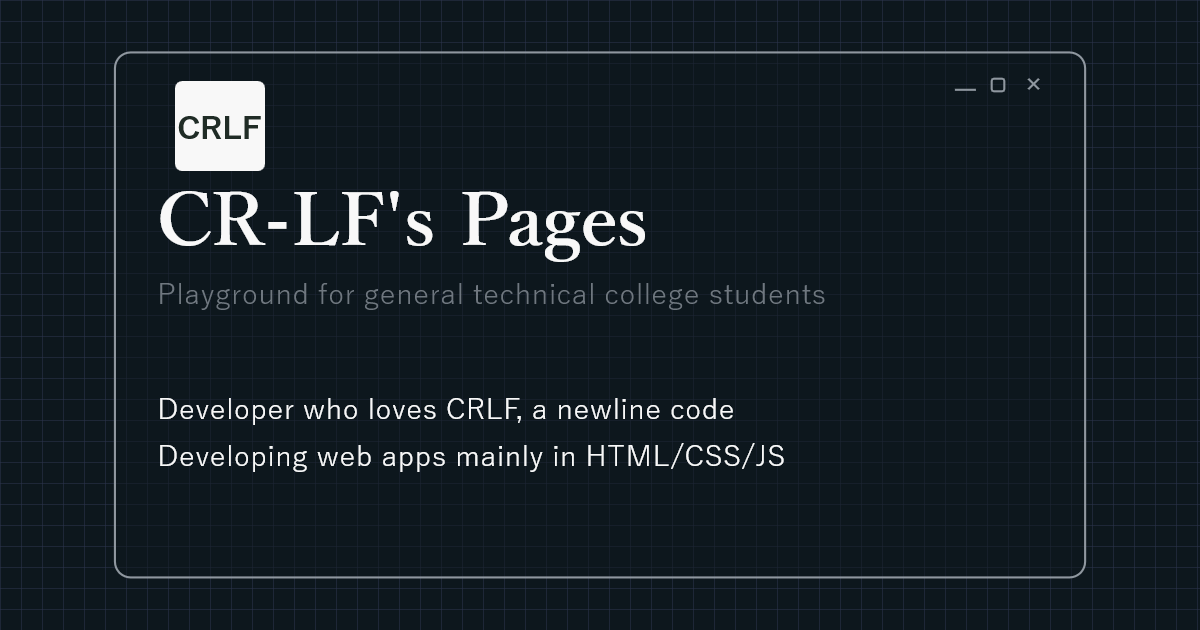 CRLF
CR-LF's Pages
Playground for general technical college students
Developer who loves CRLF, a newline code
Developing web apps mainly in HTML/CSS/JS